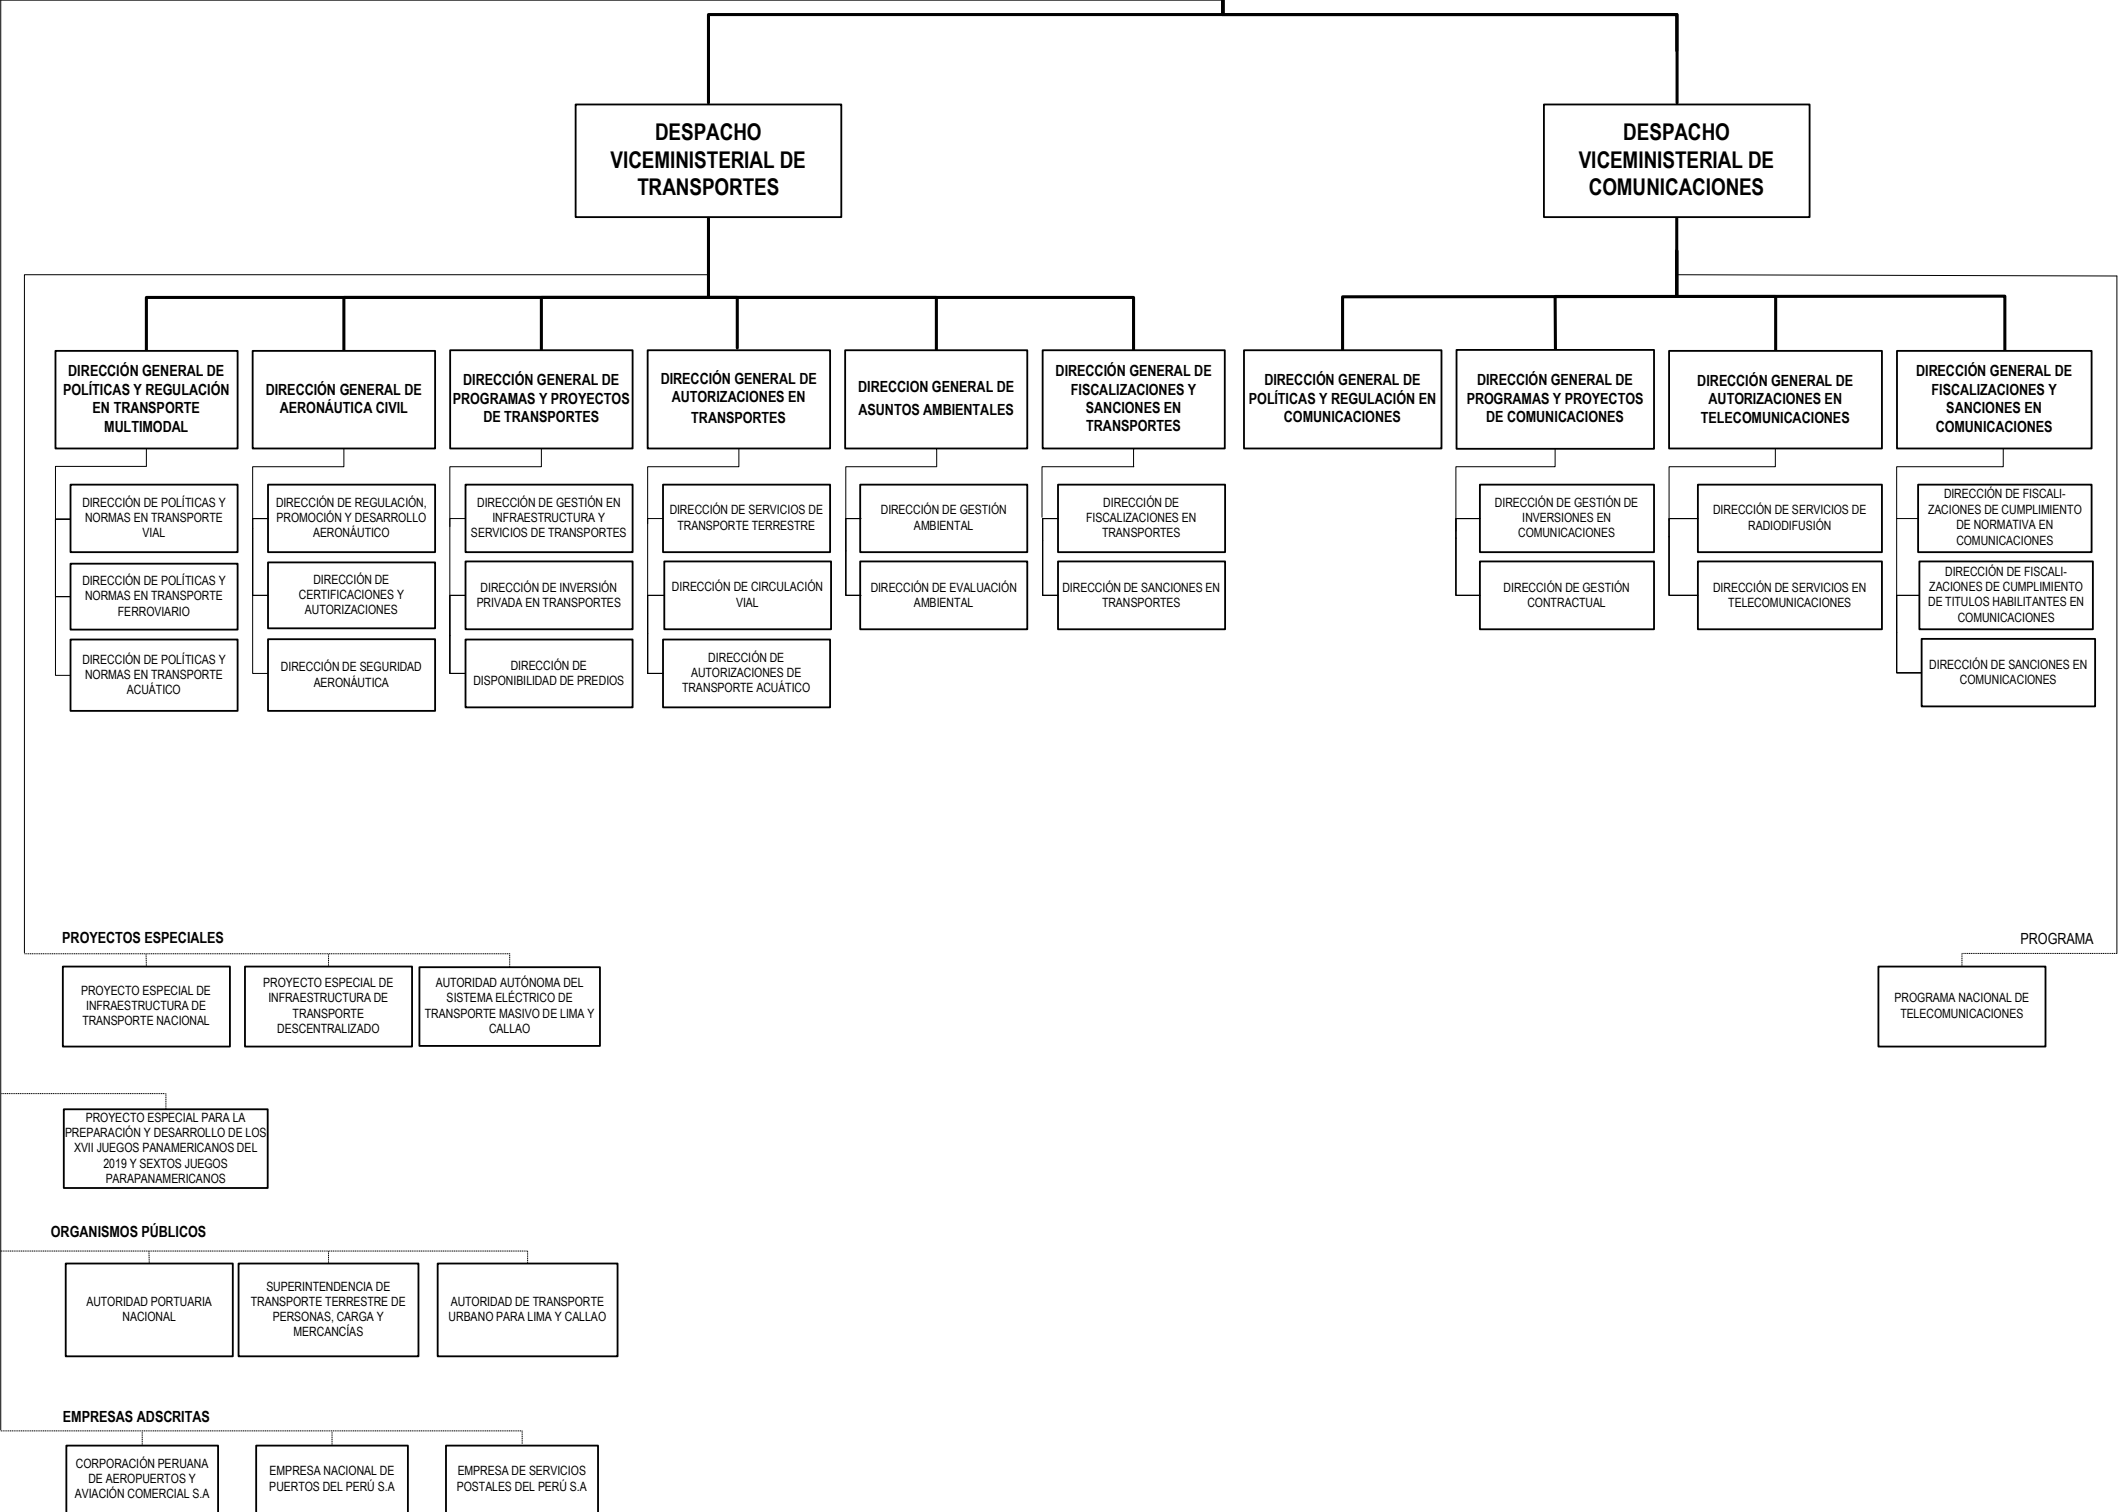 DESPACHO
VICEMINISTERIAL DE
TRANSPORTES
DESPACHO
VICEMINISTERIAL DE
COMUNICACIONES
DIRECCIÓN GENERAL DE
POLÍTICAS Y REGULACIÓN
EN TRANSPORTE
MULTIMODAL
DIRECCIÓN GENERAL DE
AERONÁUTICA CIVIL
DIRECCIÓN GENERAL DE
PROGRAMAS Y PROYECTOS
DE TRANSPORTES
DIRECCIÓN GENERAL DE
AUTORIZACIONES EN
TRANSPORTES
DIRECCION GENERAL DE
ASUNTOS AMBIENTALES
DIRECCIÓN GENERAL DE
FISCALIZACIONES Y
SANCIONES EN
TRANSPORTES
DIRECCIÓN GENERAL DE
POLÍTICAS Y REGULACIÓN EN
COMUNICACIONES
DIRECCIÓN GENERAL DE
PROGRAMAS Y PROYECTOS
DE COMUNICACIONES
DIRECCIÓN GENERAL DE
AUTORIZACIONES EN
TELECOMUNICACIONES
DIRECCIÓN GENERAL DE
FISCALIZACIONES Y
SANCIONES EN
COMUNICACIONES
DIRECCIÓN DE POLÍTICAS Y
NORMAS EN TRANSPORTE
VIAL
DIRECCIÓN DE REGULACIÓN,
PROMOCIÓN Y DESARROLLO
AERONÁUTICO
DIRECCIÓN DE GESTIÓN EN
INFRAESTRUCTURA Y
SERVICIOS DE TRANSPORTES
DIRECCIÓN DE SERVICIOS DE
TRANSPORTE TERRESTRE
DIRECCIÓN DE GESTIÓN
AMBIENTAL
DIRECCIÓN DE
FISCALIZACIONES EN
TRANSPORTES
DIRECCIÓN DE GESTIÓN DE
INVERSIONES EN
COMUNICACIONES
DIRECCIÓN DE SERVICIOS DE
RADIODIFUSIÓN
DIRECCIÓN DE FISCALI-
ZACIONES DE CUMPLIMIENTO
DE NORMATIVA EN
COMUNICACIONES
DIRECCIÓN DE POLÍTICAS Y
NORMAS EN TRANSPORTE
FERROVIARIO
DIRECCIÓN DE
CERTIFICACIONES Y
AUTORIZACIONES
DIRECCIÓN DE INVERSIÓN
PRIVADA EN TRANSPORTES
DIRECCIÓN DE CIRCULACIÓN
VIAL
DIRECCIÓN DE EVALUACIÓN
AMBIENTAL
DIRECCIÓN DE SANCIONES EN
TRANSPORTES
DIRECCIÓN DE GESTIÓN
CONTRACTUAL
DIRECCIÓN DE SERVICIOS EN
TELECOMUNICACIONES
DIRECCIÓN DE FISCALI-
ZACIONES DE CUMPLIMIENTO
DE TITULOS HABILITANTES EN
COMUNICACIONES
DIRECCIÓN DE POLÍTICAS Y
NORMAS EN TRANSPORTE
ACUÁTICO
DIRECCIÓN DE SEGURIDAD
AERONÁUTICA
DIRECCIÓN DE
DISPONIBILIDAD DE PREDIOS
DIRECCIÓN DE
AUTORIZACIONES DE
TRANSPORTE ACUÁTICO
DIRECCIÓN DE SANCIONES EN
COMUNICACIONES
PROYECTOS ESPECIALES
PROGRAMA
PROYECTO ESPECIAL DE
INFRAESTRUCTURA DE
TRANSPORTE NACIONAL
PROYECTO ESPECIAL DE
INFRAESTRUCTURA DE
TRANSPORTE
DESCENTRALIZADO
AUTORIDAD AUTÓNOMA DEL
SISTEMA ELÉCTRICO DE
TRANSPORTE MASIVO DE LIMA Y
CALLAO
PROGRAMA NACIONAL DE
TELECOMUNICACIONES
PROYECTO ESPECIAL PARA LA
PREPARACIÓN Y DESARROLLO DE LOS
XVII JUEGOS PANAMERICANOS DEL
2019 Y SEXTOS JUEGOS
PARAPANAMERICANOS
ORGANISMOS PÚBLICOS
AUTORIDAD PORTUARIA
NACIONAL
SUPERINTENDENCIA DE
TRANSPORTE TERRESTRE DE
PERSONAS, CARGA Y
MERCANCÍAS
AUTORIDAD DE TRANSPORTE
URBANO PARA LIMA Y CALLAO
EMPRESAS ADSCRITAS
CORPORACIÓN PERUANA
DE AEROPUERTOS Y
AVIACIÓN COMERCIAL S.A
EMPRESA NACIONAL DE
PUERTOS DEL PERÚ S.A
EMPRESA DE SERVICIOS
POSTALES DEL PERÚ S.A